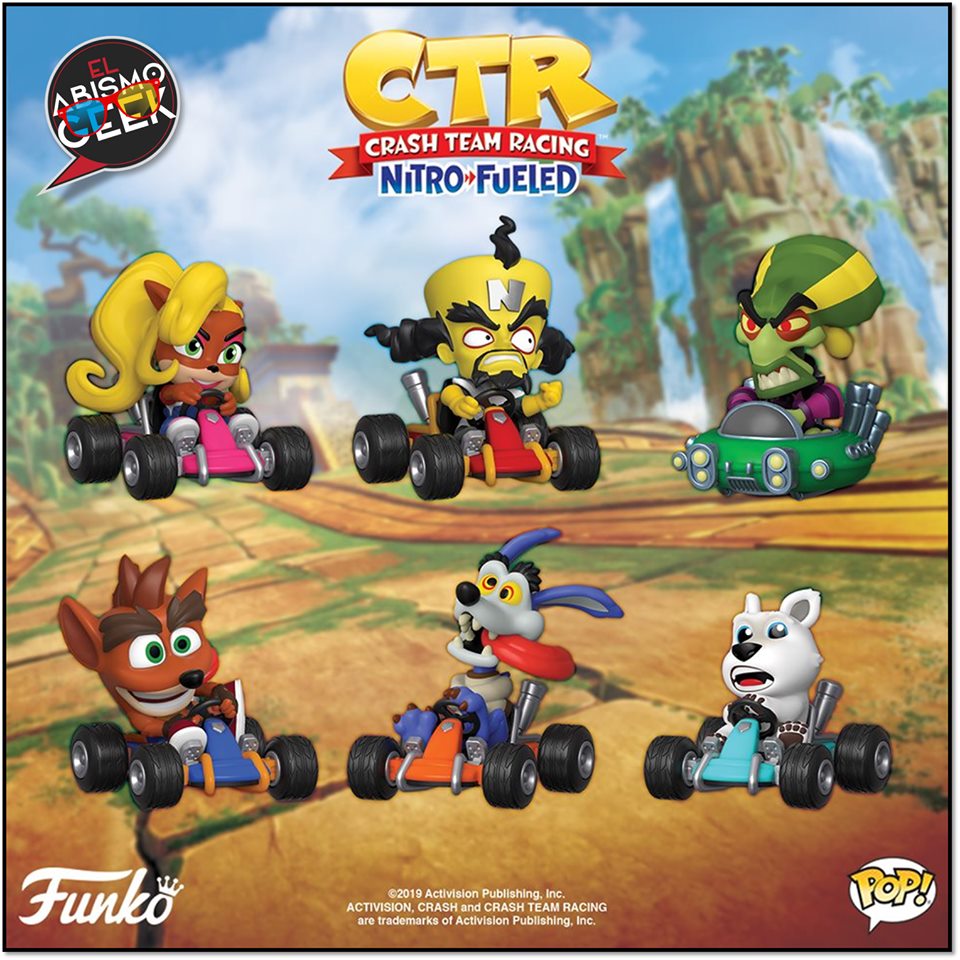 EL
ABISMO
GEEK
CTR
CRASH TEAM RACING™
NITRO FUELED
N
Funko
©2019 Activision Publishing, Inc.
ACTIVISION, CRASH and CRASH TEAM RACING
are trademarks of Activision Publishing, Inc.
POP!